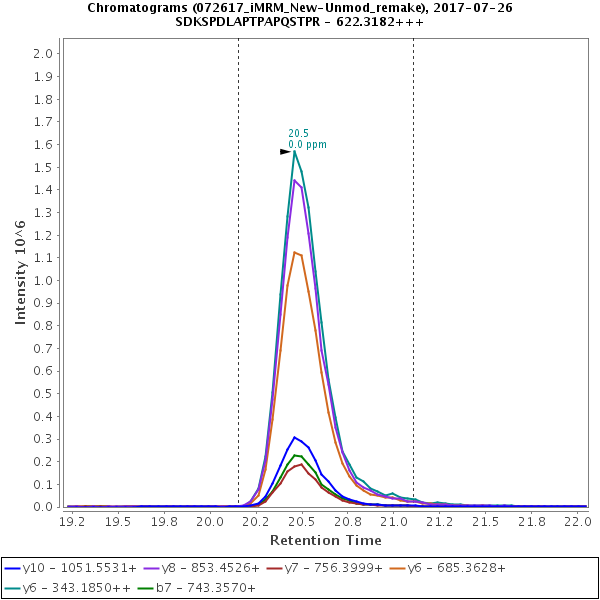 Chromatograms (072617_iMRM_New-Unmod_remake), 2017-07-26
SDKSPDLAPTPAPQSTPR - 622.3182+++
2.0
1.9
1.8
1.7
1.6
1.5
1.4
1.3
1.2
1.1
1.0
0.9
0.8
0.7
0.6
0.5
0.4
0.3
0.2
0.1
0.0
Intensity 10^6
20.5
0.0 ppm
19.2 19.5 19.8 20.0 20.2 20.5 20.8 21.0 21.2 21.5 21.8 22.0
Retention Time
y10 - 1051.5531+ y8 - 853.4526+ y7 - 756.3999+ y6 - 685.3628+
y6 - 343.1850++ b7 - 743.3570+